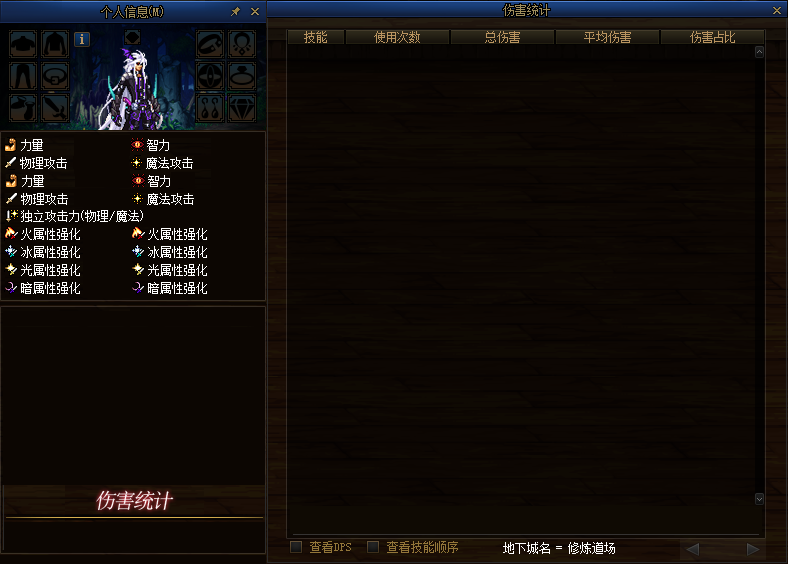 个人信息(M)
i
力量 智力
物理攻击 魔法攻击
力量 智力
物理攻击 魔法攻击
独立攻击力(物理/魔法)
火属性强化 火属性强化
冰属性强化 冰属性强化
光属性强化 光属性强化
暗属性强化 暗属性强化
伤害统计
伤害统计
技能 使用次数 总伤害 平均伤害 伤害占比
查看DPS 查看技能顺序 地下城名 = 修炼道场